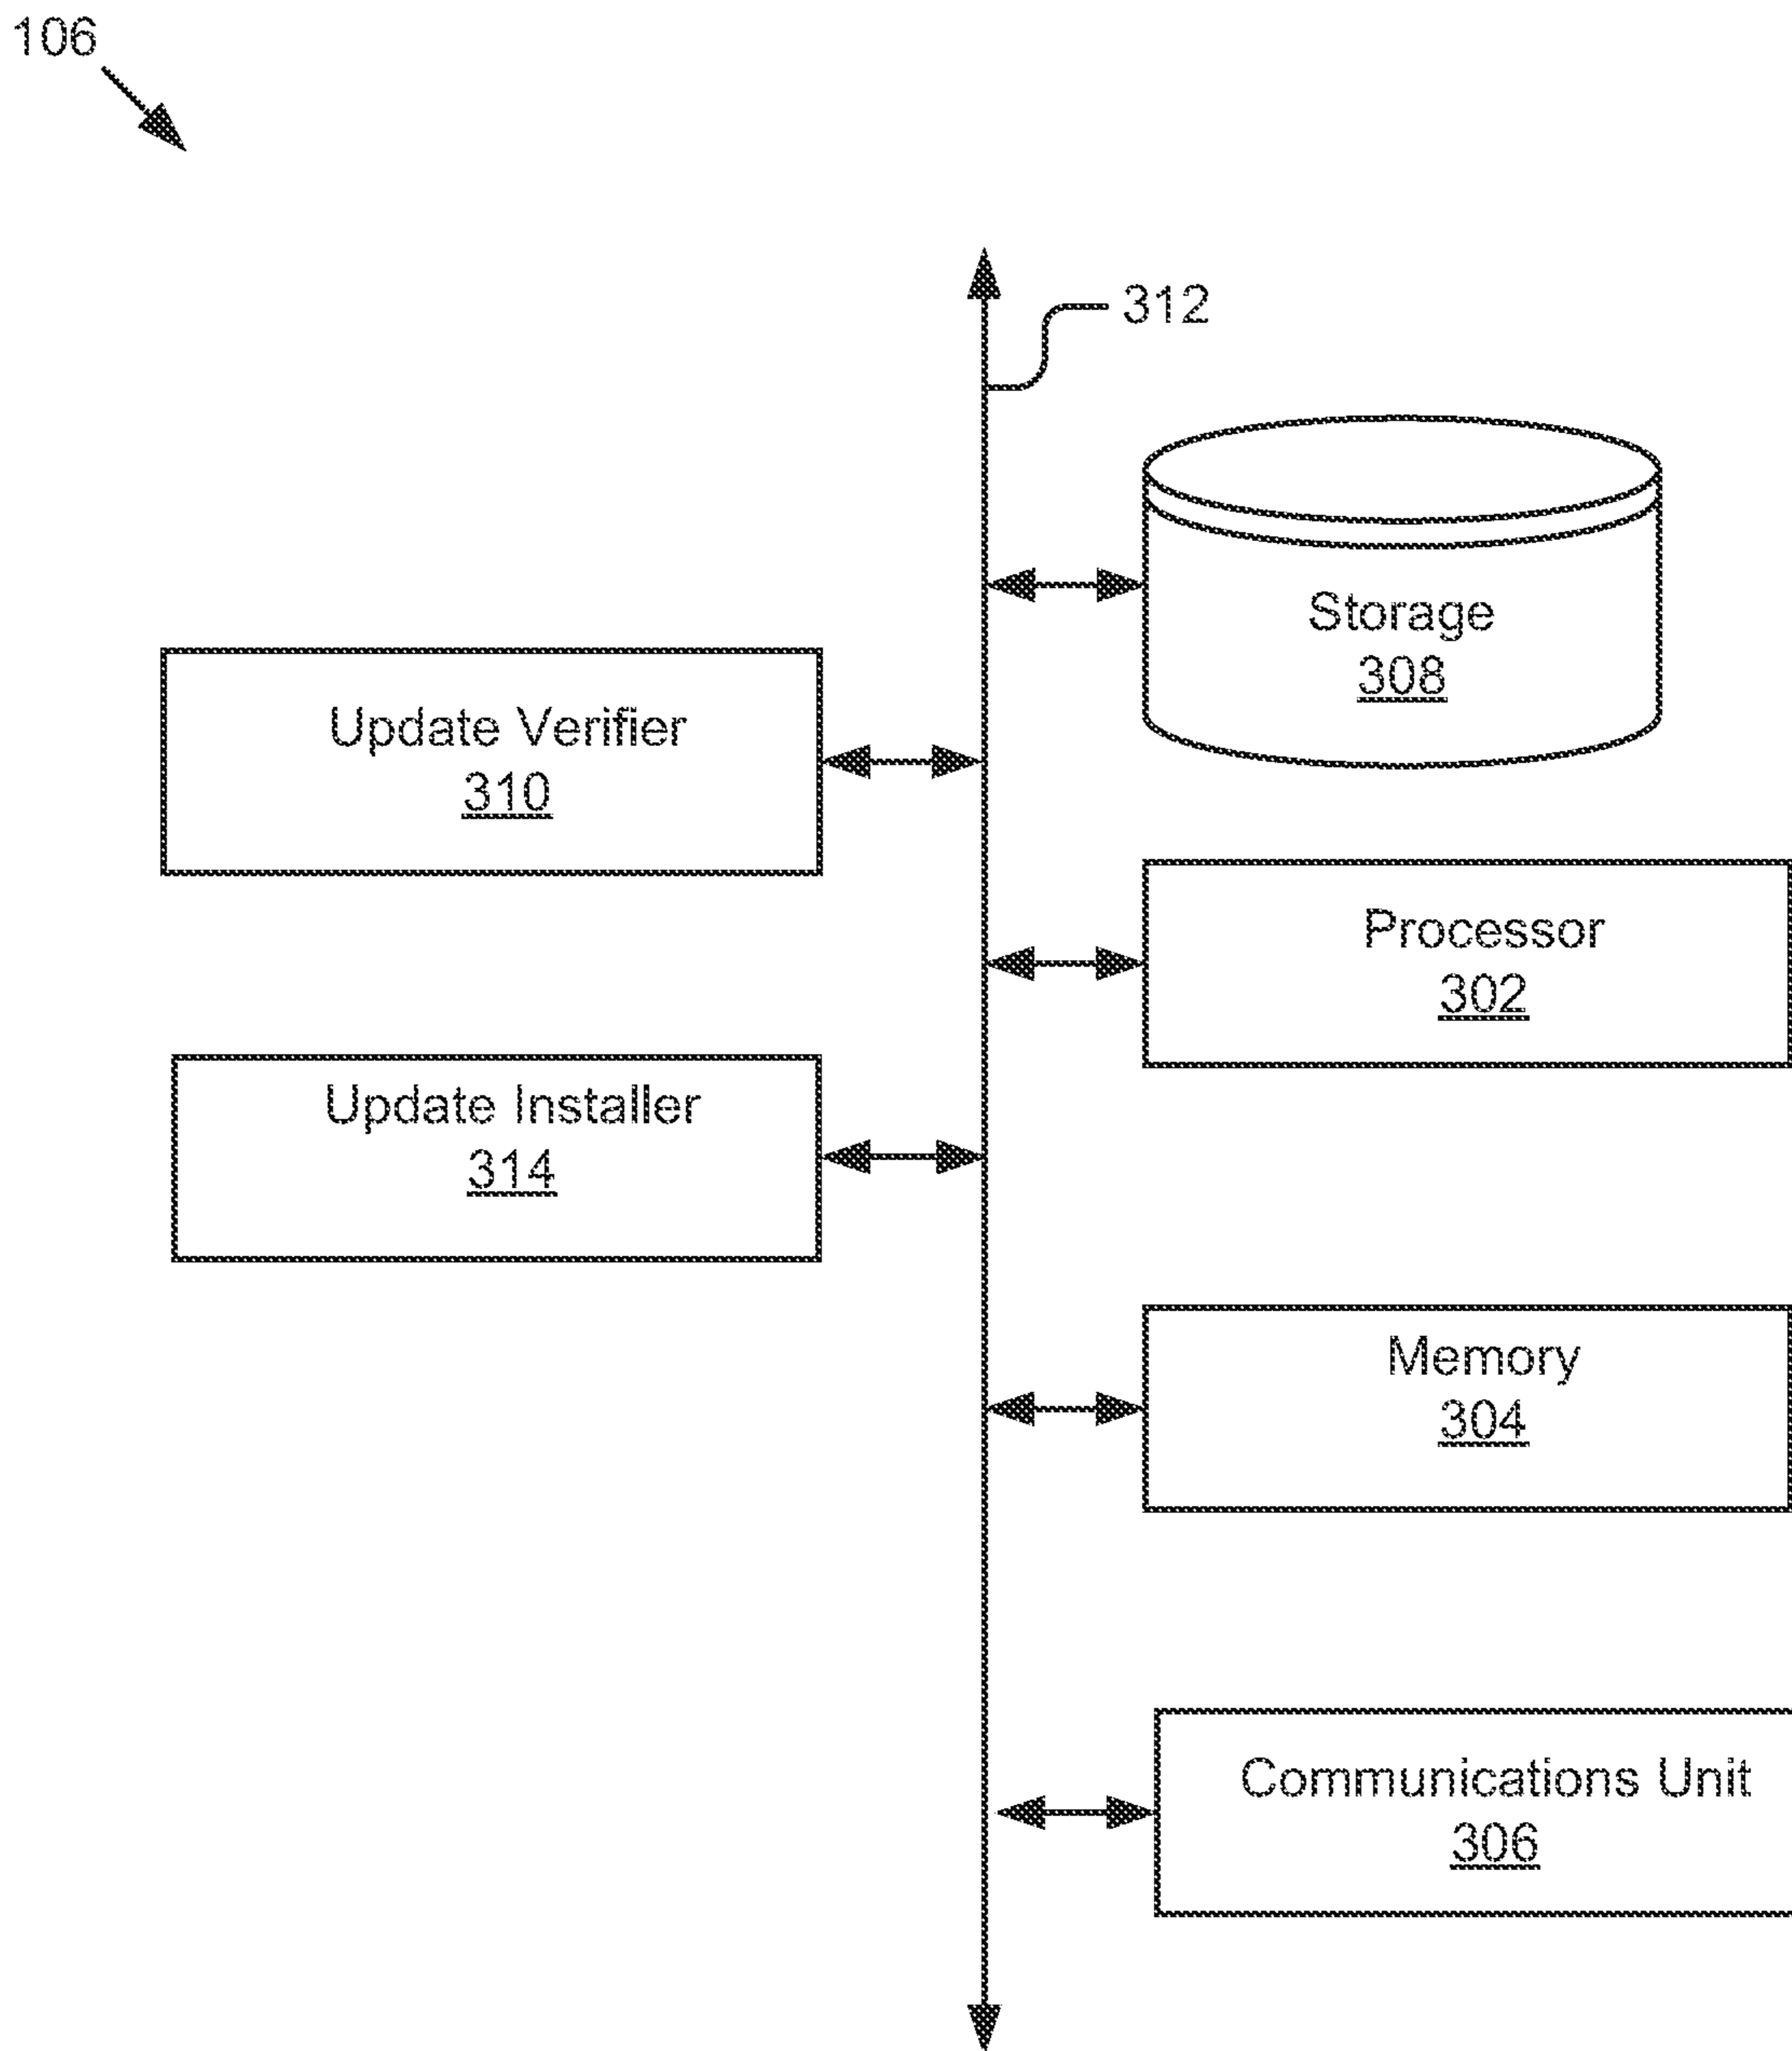 106
312
Storage
308
Update Verifier
310
Processor
302
Update Installer
314
Memory
304
Communications Unit
306